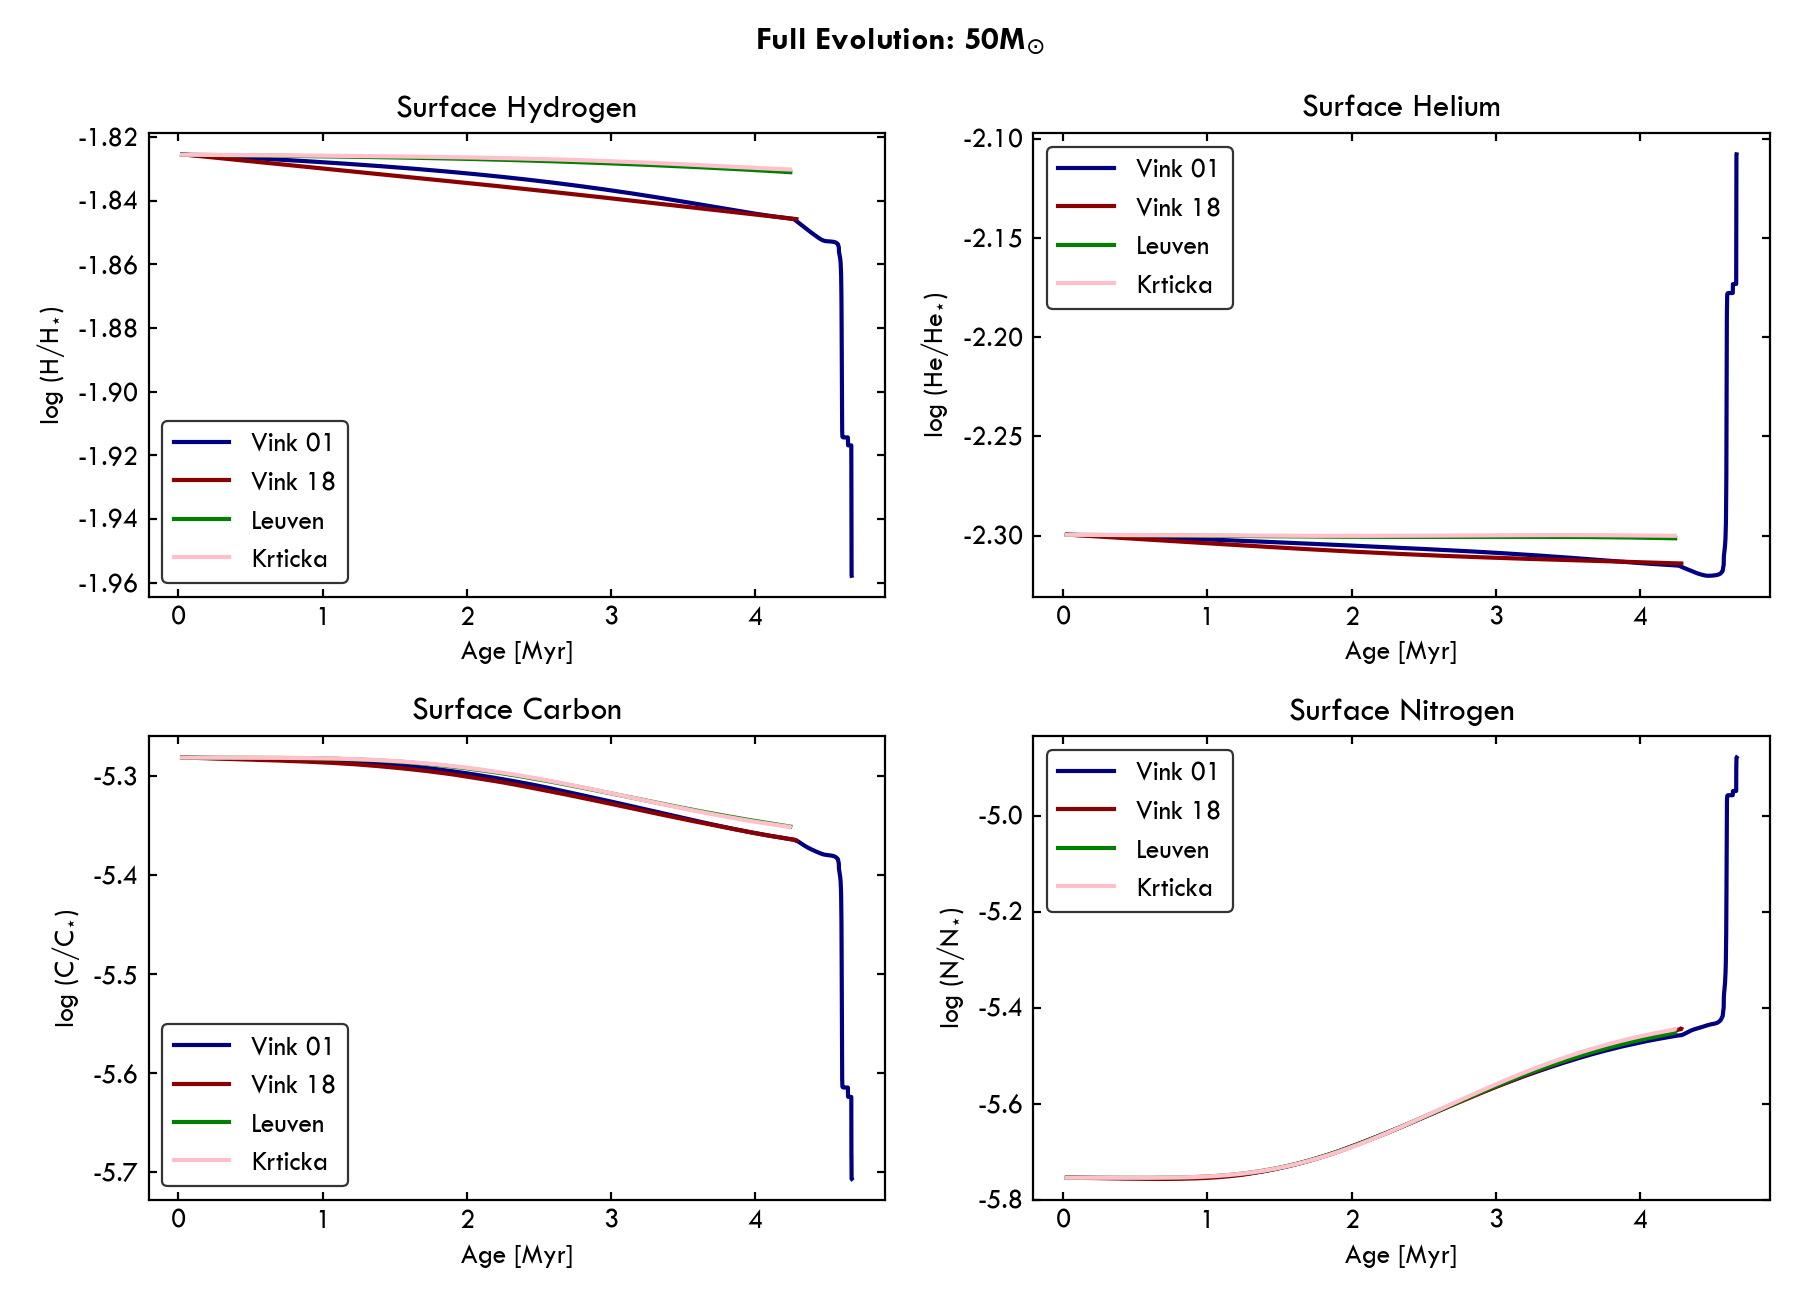 Full Evolution: 50M⊙
Surface Hydrogen
-1.82
-1.84
-1.86
-1.88
-1.90
-1.92
-1.94
-1.96
log (H/H⋆)
Vink 01
Vink 18
Leuven
Krticka
0 1 2 3 4
Age [Myr]
Surface Helium
-2.10
-2.15
-2.20
-2.25
-2.30
log (He/He⋆)
Vink 01
Vink 18
Leuven
Krticka
0 1 2 3 4
Age [Myr]
Surface Carbon
-5.3
-5.4
-5.5
-5.6
-5.7
log (C/C⋆)
Vink 01
Vink 18
Leuven
Krticka
0 1 2 3 4
Age [Myr]
Surface Nitrogen
-5.0
-5.2
-5.4
-5.6
-5.8
log (N/N⋆)
Vink 01
Vink 18
Leuven
Krticka
0 1 2 3 4
Age [Myr]